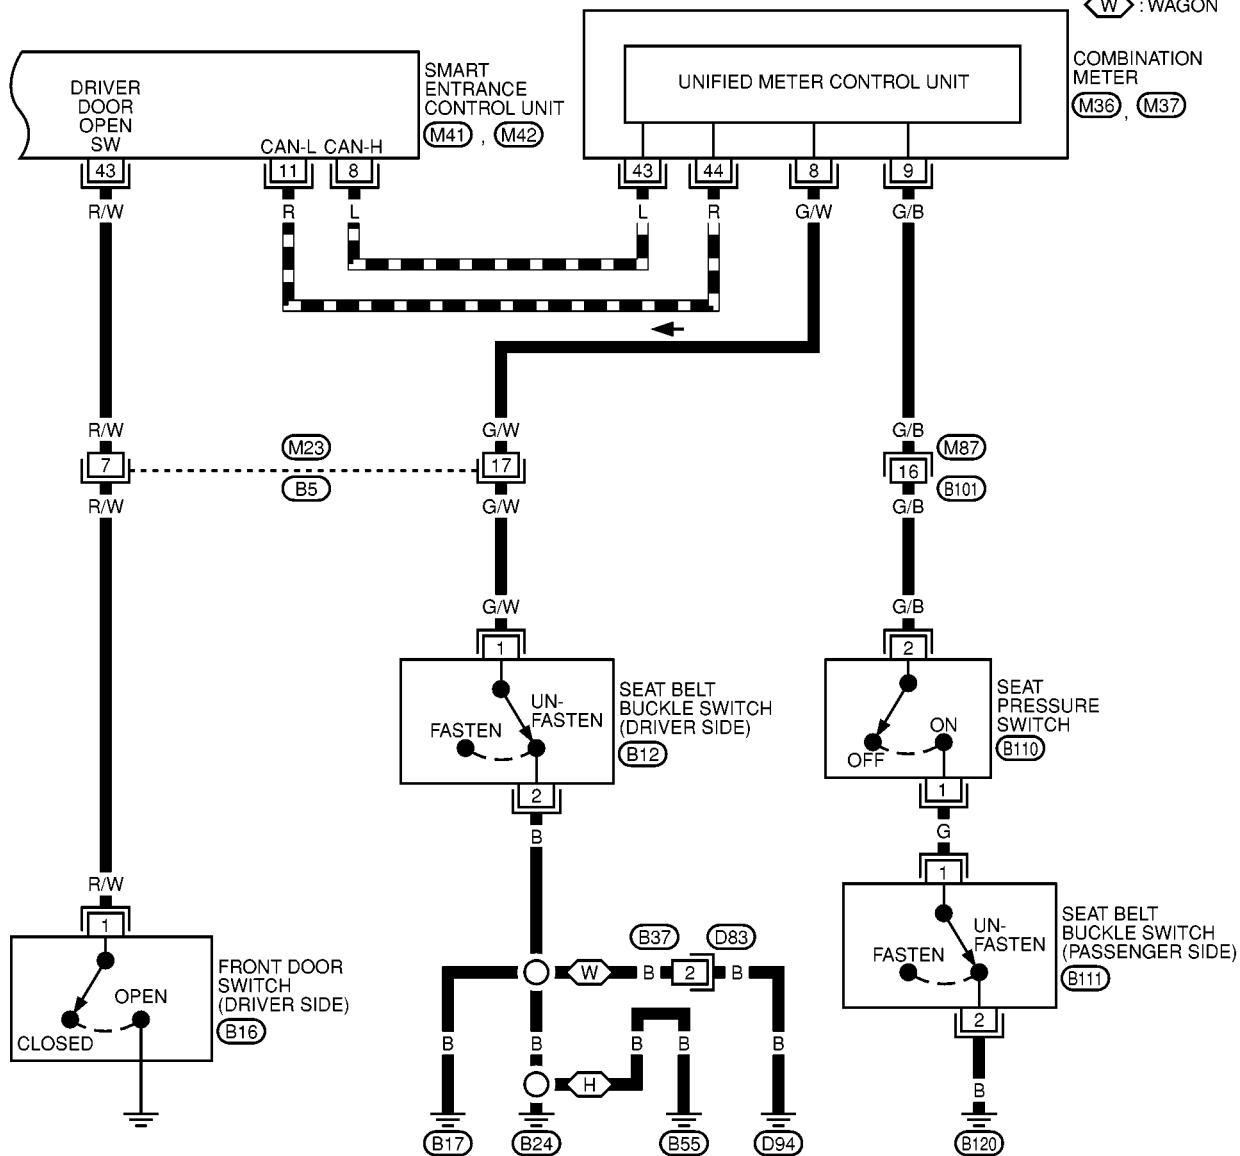 W : WAGON
DRIVER
DOOR
OPEN
SW
CAN-L CAN-H
SMART
ENTRANCE
CONTROL UNIT
M41 , M42
UNIFIED METER CONTROL UNIT
COMBINATION
METER
M36 , M37
43 11 8 43 44 8 9
R/W R L L R G/W G/B
R/W M23 G/W G/B M87
7 17 16
R/W B5 G/W G/B B101
G/W G/B
1 2
UN-
FASTEN
FASTEN
SEAT BELT
BUCKLE SWITCH
(DRIVER SIDE)
B12
ON
OFF
SEAT
PRESSURE
SWITCH
B110
2 1
B G
R/W 1
1
OPEN
CLOSED
FRONT DOOR
SWITCH
(DRIVER SIDE)
B16
B37 D83
W B 2 B
UN-
FASTEN
FASTEN
SEAT BELT
BUCKLE SWITCH
(PASSENGER SIDE)
B111
2
B B B B B
H B
B17 B24 B55 D94 B120